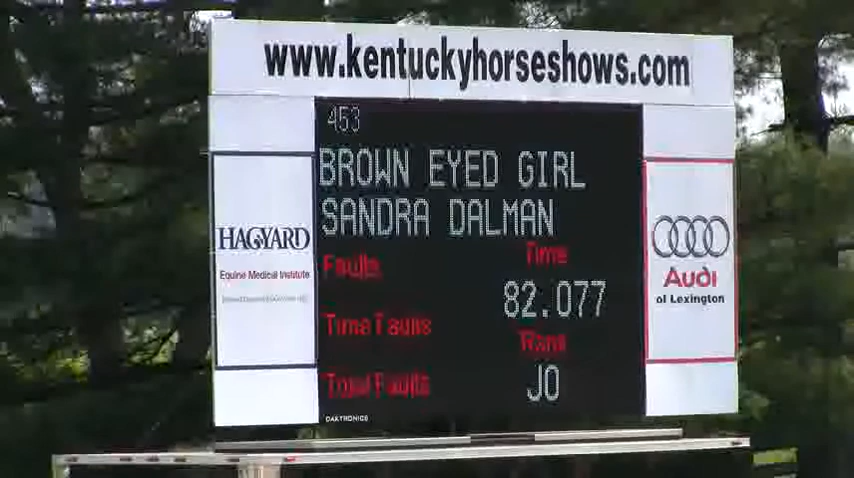 www.kentuckyhorseshows.com
453
BROWN EYED GIRL
SANDRA DALMAN
Faults
Time
82.077
Time Faults
Rank
JO
Total Faults
DAKTRONICS
HAGYARD
Equine Medical Institute
Audi
of Lexington